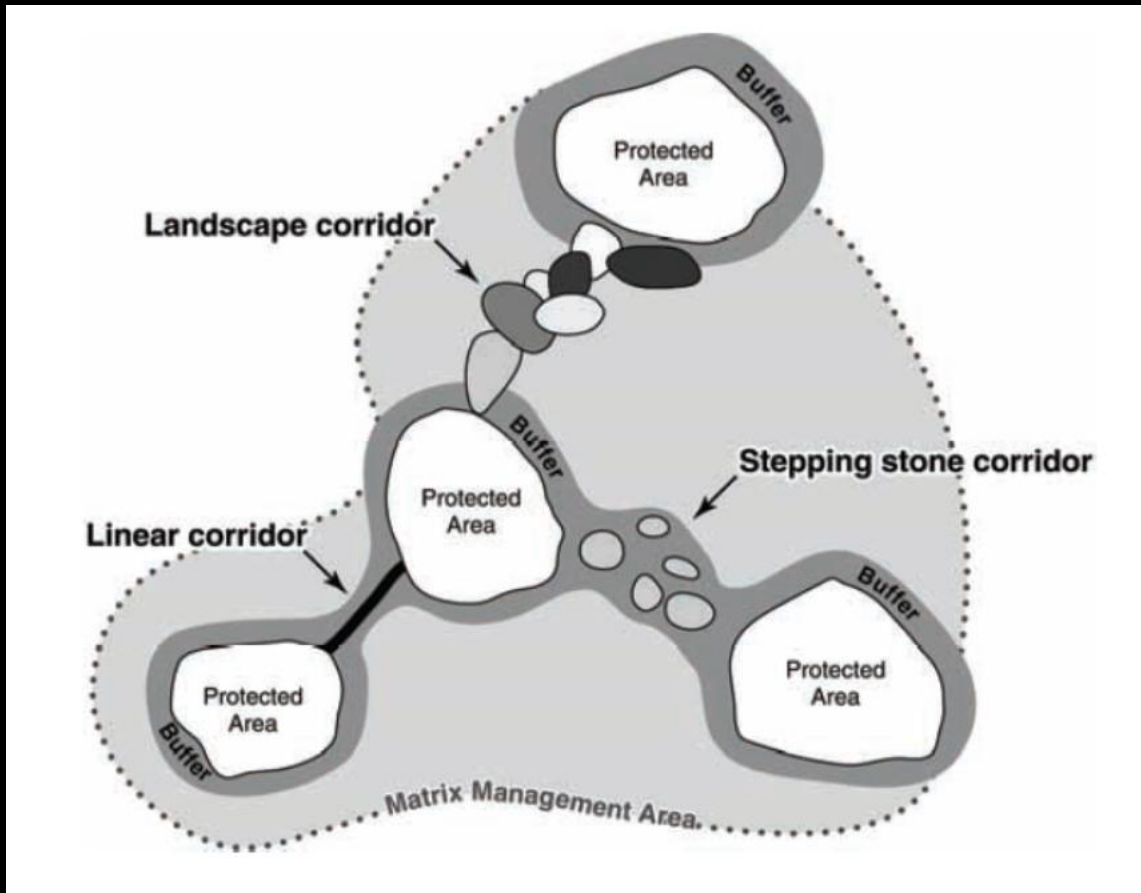 Buffer
Protected
Area
Landscape corridor
Buffer
Stepping stone corridor
Protected
Area
Linear corridor
Buffer
Protected
Area
Protected
Area
Buffer
Matrix Management Area